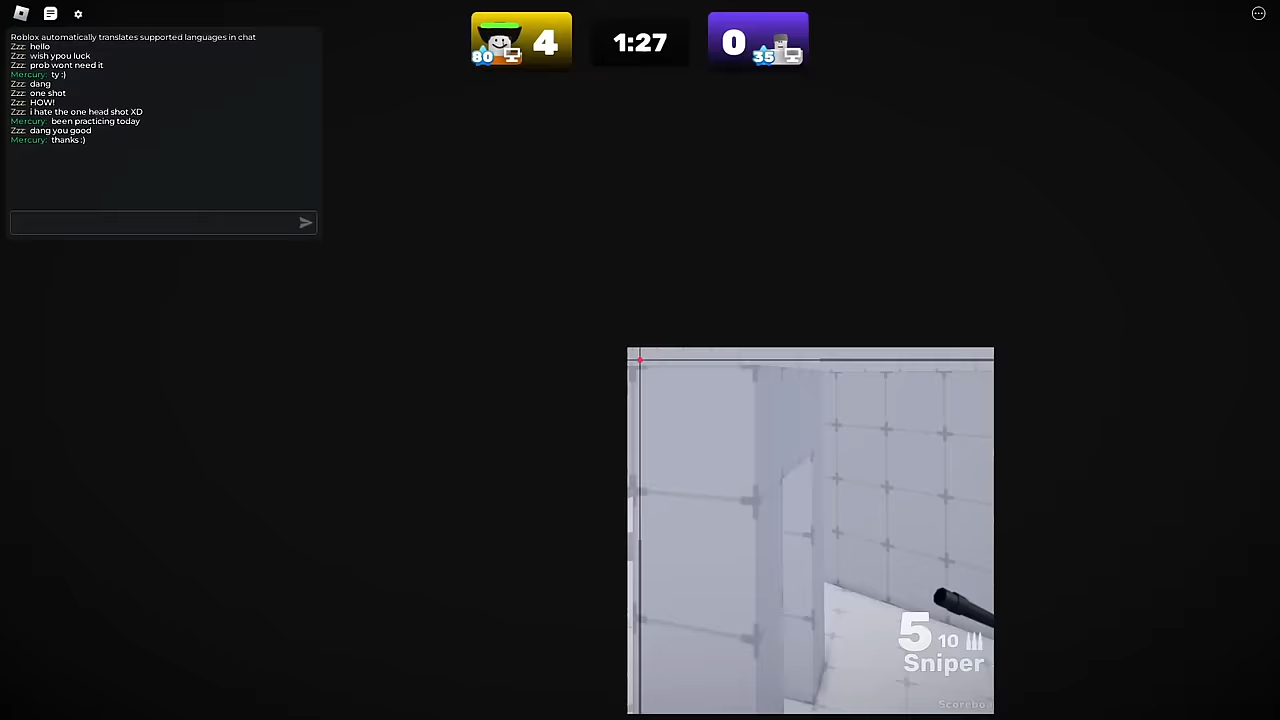 4
80
1:27
0
35
Roblox automatically translates supported languages in chat
Zzz: hello
Zzz: wish ypou luck
Zzz: prob wont need it
Mercury: ty :)
Zzz: dang
Zzz: one shot
Zzz: HOW!
Zzz: i hate the one head shot XD
Mercury: been practicing today
Zzz: dang you good
Mercury: thanks :)
5 10
Sniper
Scoreboa